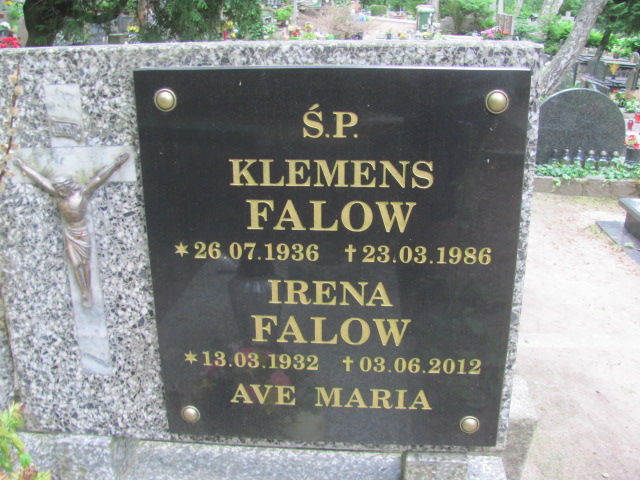 Ś.P.
KLEMENS
FALOW
*26.07.1936 †23.03.1986
IRENA
FALOW
*13.03.1932 †03.06.2012
AVE MARIA